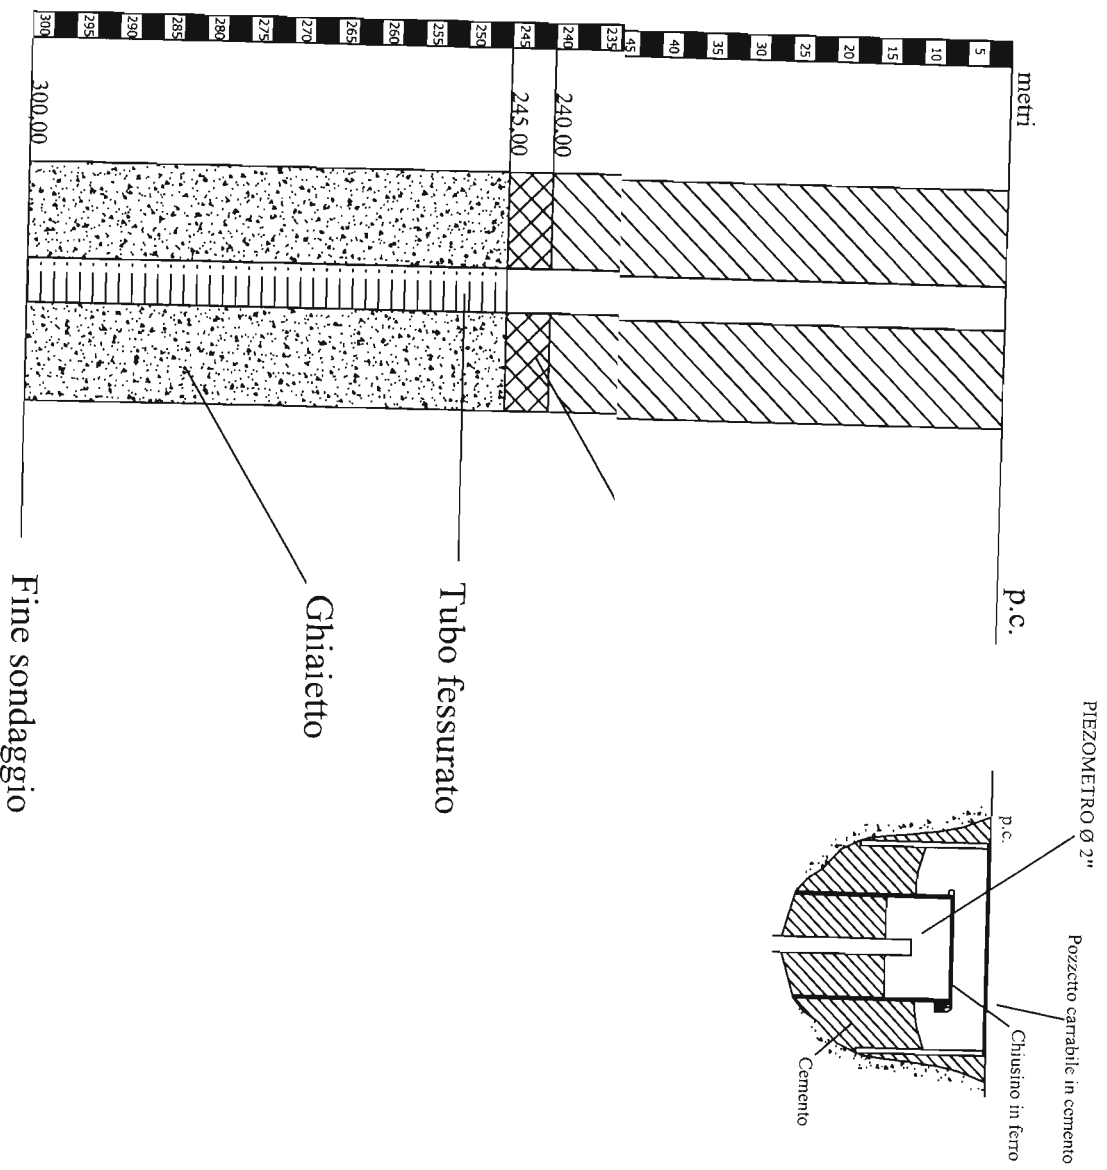 metri
5
10
15
20
25
30
35
40
45
235
240
245
250
255
260
265
270
275
280
285
290
295
300
240,00
245,00
300,00
p.c.
Tubo fessurato
Ghiaietto
Fine sondaggio
PIEZOMETRO Ø 2"
p.c.
Pozzetto carrabile in cemento
Chiusino in ferro
Cemento